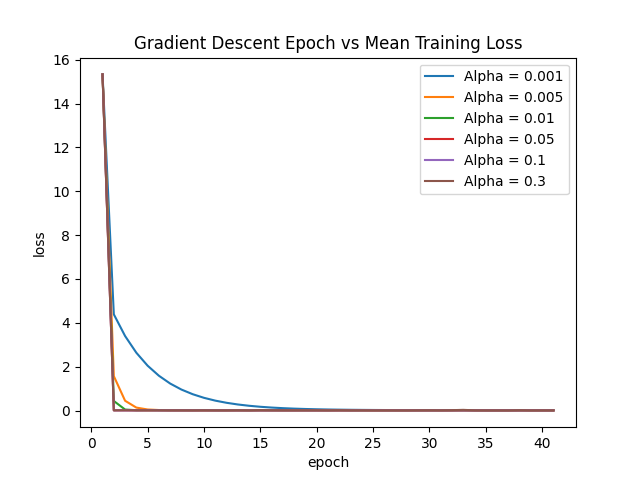 Gradient Descent Epoch vs Mean Training Loss
16
14
12
10
8
6
4
2
0
loss
Alpha = 0.001
Alpha = 0.005
Alpha = 0.01
Alpha = 0.05
Alpha = 0.1
Alpha = 0.3
0 5 10 15 20 25 30 35 40
epoch